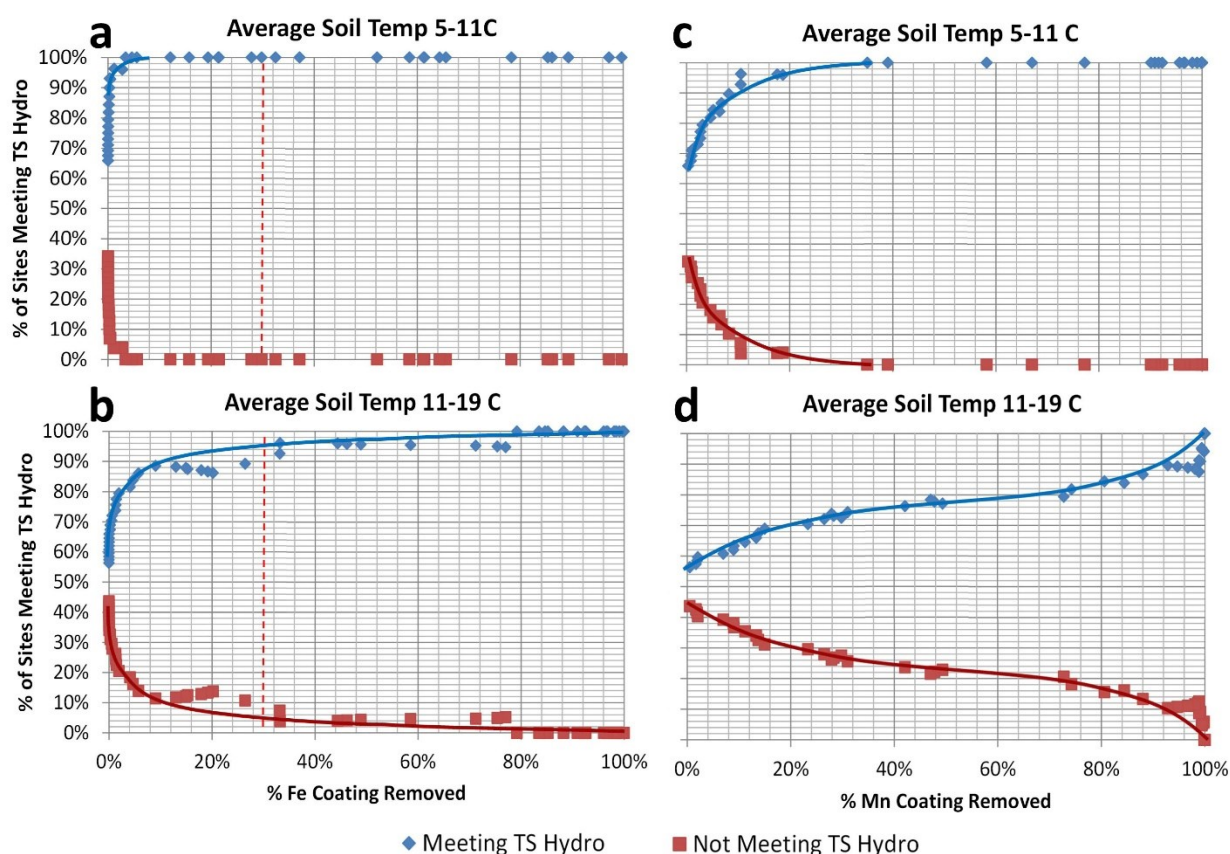 a
Average Soil Temp 5-11C
100%
90%
80%
70%
60%
50%
40%
30%
20%
10%
0%
% of Sites Meeting TS Hydro
c
Average Soil Temp 5-11 C
b
Average Soil Temp 11-19 C
100%
90%
80%
70%
60%
50%
40%
30%
20%
10%
0%
% of Sites Meeting TS Hydro
0% 20% 40% 60% 80% 100%
% Fe Coating Removed
d
Average Soil Temp 11-19 C
0% 20% 40% 60% 80% 100%
% Mn Coating Removed
Meeting TS Hydro
Not Meeting TS Hydro